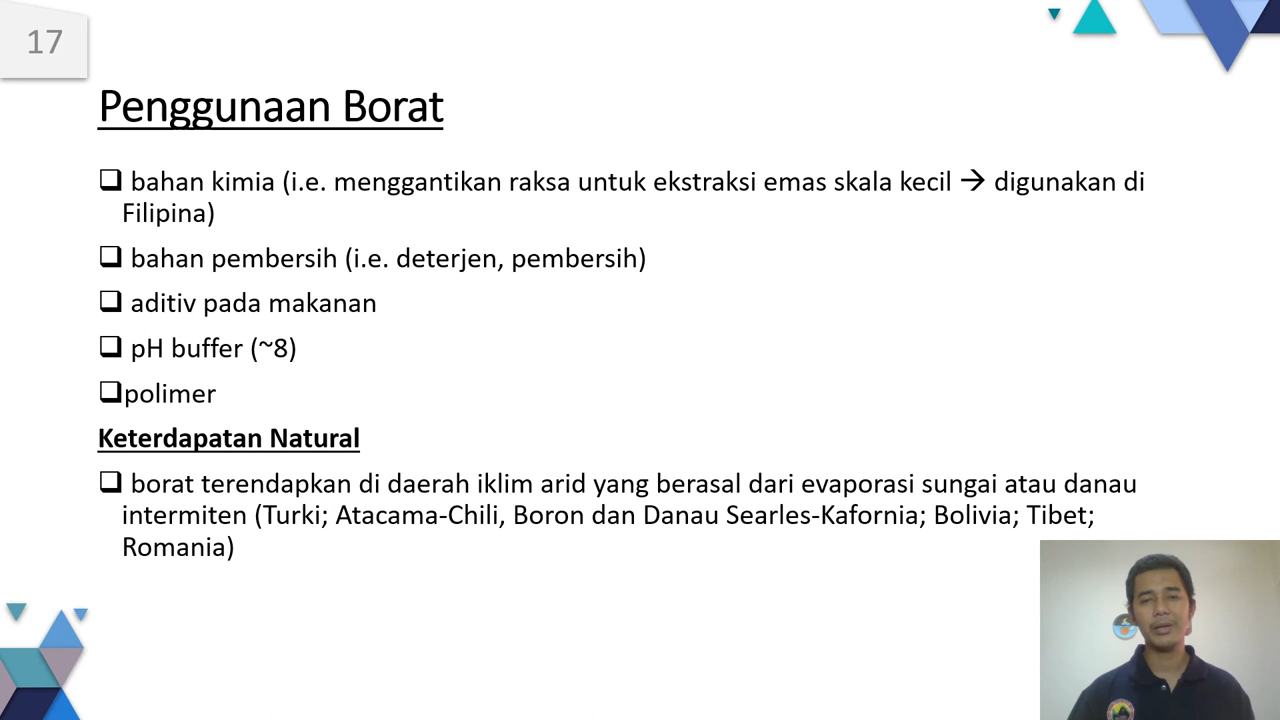 17
Penggunaan Borat
❑ bahan kimia (i.e. menggantikan raksa untuk ekstraksi emas skala kecil → digunakan di
Filipina)
❑ bahan pembersih (i.e. deterjen, pembersih)
❑ aditiv pada makanan
❑ pH buffer (~8)
❑polimer
Keterdapatan Natural
❑ borat terendapkan di daerah iklim arid yang berasal dari evaporasi sungai atau danau
intermiten (Turki; Atacama-Chili, Boron dan Danau Searles-Kafornia; Bolivia; Tibet;
Romania)